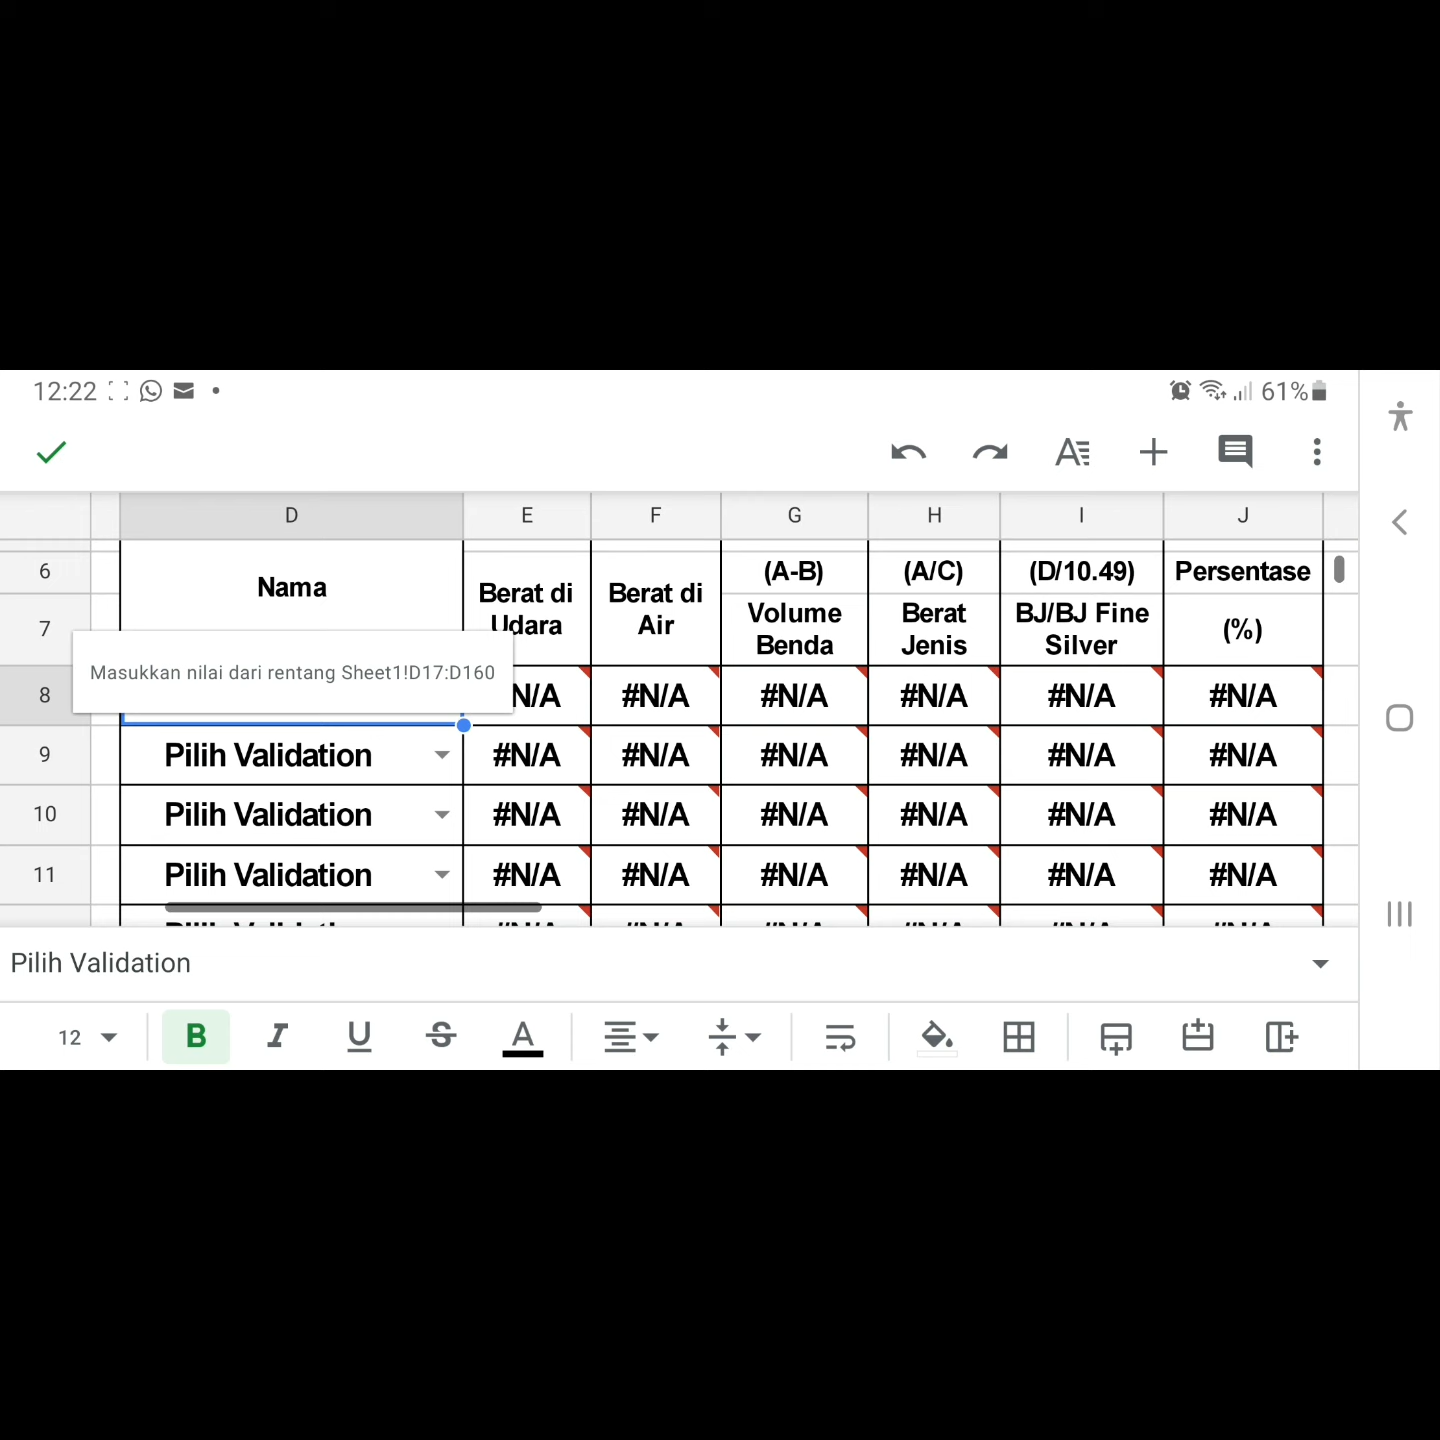 12:22
61%
D E F G H I J
6 (A-B) (A/C) (D/10.49) Persentase
Nama Berat di Udara Berat di Air
7 Volume Benda Berat Jenis BJ/BJ Fine Silver (%)
Masukkan nilai dari rentang Sheet1!D17:D160
8 N/A #N/A #N/A #N/A #N/A #N/A
9 Pilih Validation #N/A #N/A #N/A #N/A #N/A #N/A
10 Pilih Validation #N/A #N/A #N/A #N/A #N/A #N/A
11 Pilih Validation #N/A #N/A #N/A #N/A #N/A #N/A
Pilih Validation
12 B I U S A